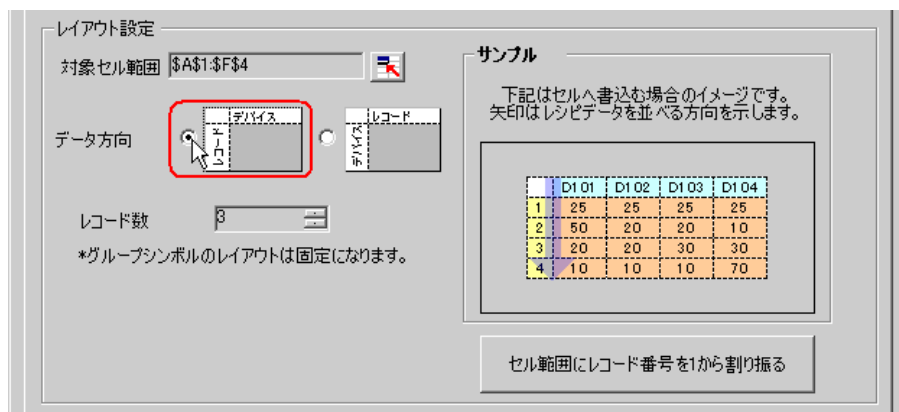 レイアウト設定
対象セル範囲 $A$1:$F$4
データ方向
デバイス
レコード
レコード
デバイス
レコード数 3
*グループシンボルのレイアウトは固定になります。
サンプル
下記はセルへ書込む場合のイメージです。
矢印はレシピデータを並べる方向を示します。
D101 D102 D103 D104
1 25 25 25 25
2 50 20 20 10
3 20 20 30 30
4 10 10 10 70
セル範囲にレコード番号を1から割り振る